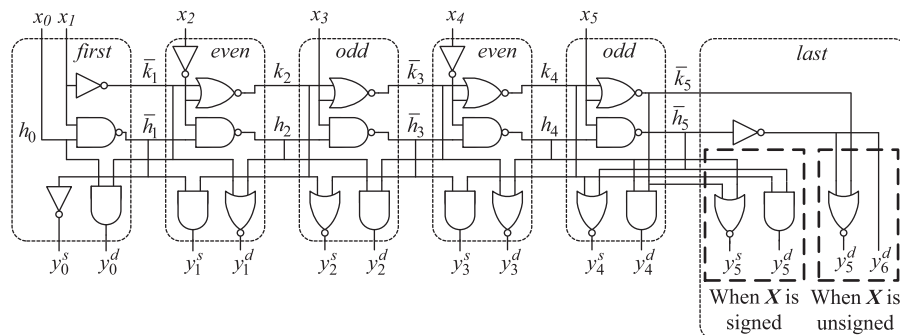 x₀ x₁ x₂ x₃ x₄ x₅
first even odd even odd last
k̄₁ k₂ k̄₃ k₄ k̄₅
h₀ h̄₁ h₂ h̄₃ h₄ h̄₅
y₀ˢ y₀ᵈ y₁ˢ y₁ᵈ y₂ˢ y₂ᵈ y₃ˢ y₃ᵈ y₄ˢ y₄ᵈ y₅ˢ y₅ᵈ y₅ᵈ y₆ᵈ
When X is signed
When X is unsigned